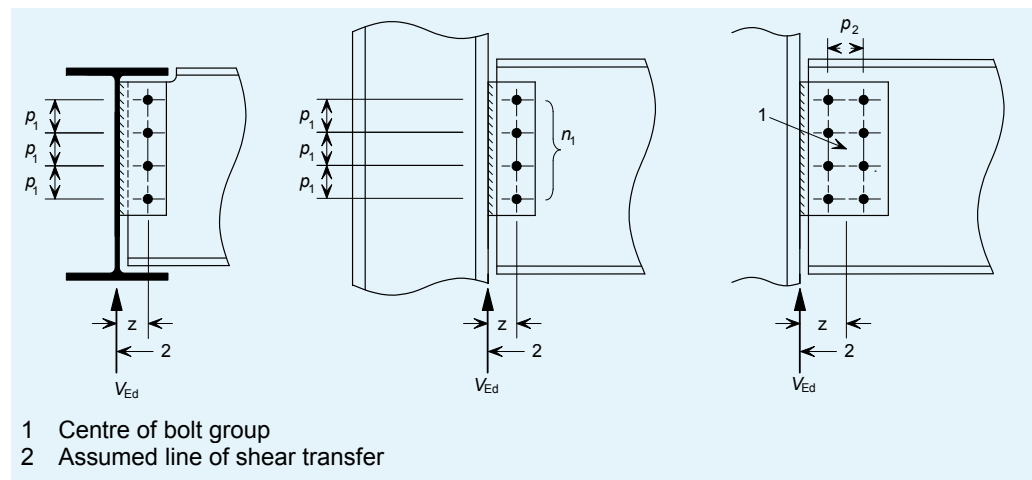 p2
p1
p1
p1
p1
p1
p1
n1
1
z
2
VEd
z
2
VEd
z
2
VEd
1 Centre of bolt group
2 Assumed line of shear transfer